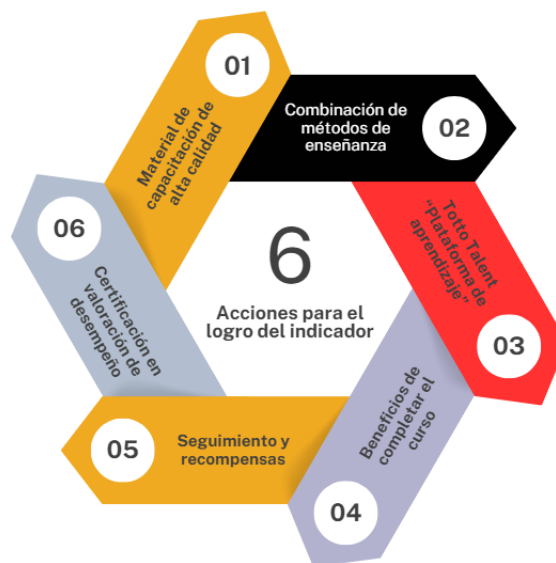 01
Material de
capacitación de
alta calidad
Combinación de
métodos de
enseñanza
02
Totto Talent
“Plataforma de
aprendizaje”
03
Beneficios de
completar el
curso
04
05
Seguimiento y
recompensas
06
Certificación en
valoración de
desempeño
6
Acciones para el
logro del indicador